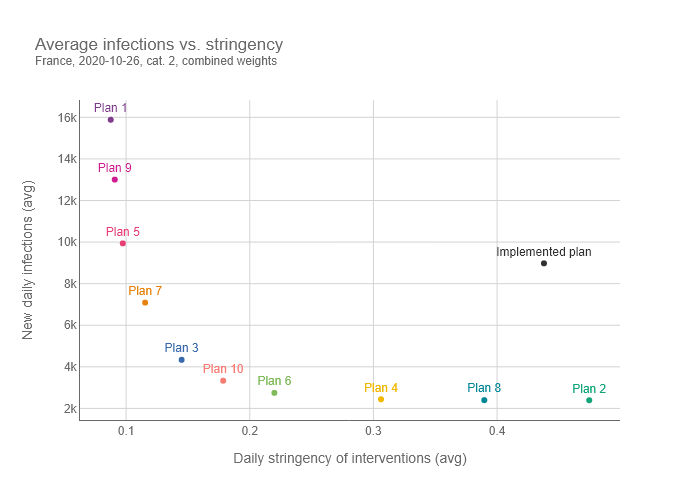 Average infections vs. stringency
France, 2020-10-26, cat. 2, combined weights
New daily infections (avg)
16k
14k
12k
10k
8k
6k
4k
2k
Plan 1
Plan 9
Plan 5
Implemented plan
Plan 7
Plan 3
Plan 10
Plan 6
Plan 4
Plan 8
Plan 2
0.1
0.2
0.3
0.4
Daily stringency of interventions (avg)